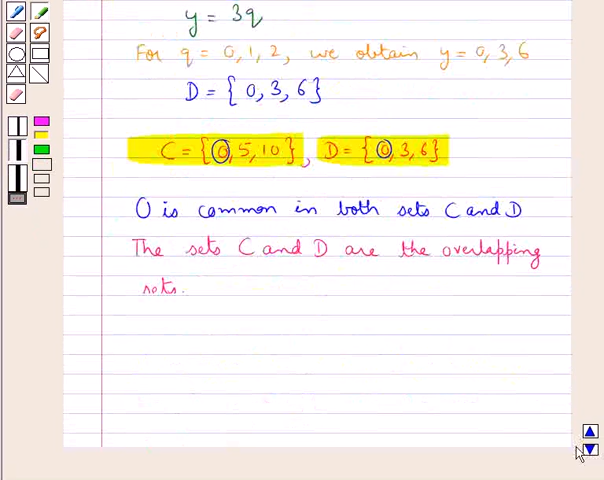 y = 3q
For q = 0, 1, 2, we obtain y = 0, 3, 6
D = { 0, 3, 6 }
C = { 0, 5, 10 }, D = { 0, 3, 6 }
0 is common in both sets C and D
The sets C and D are the overlapping
sets.